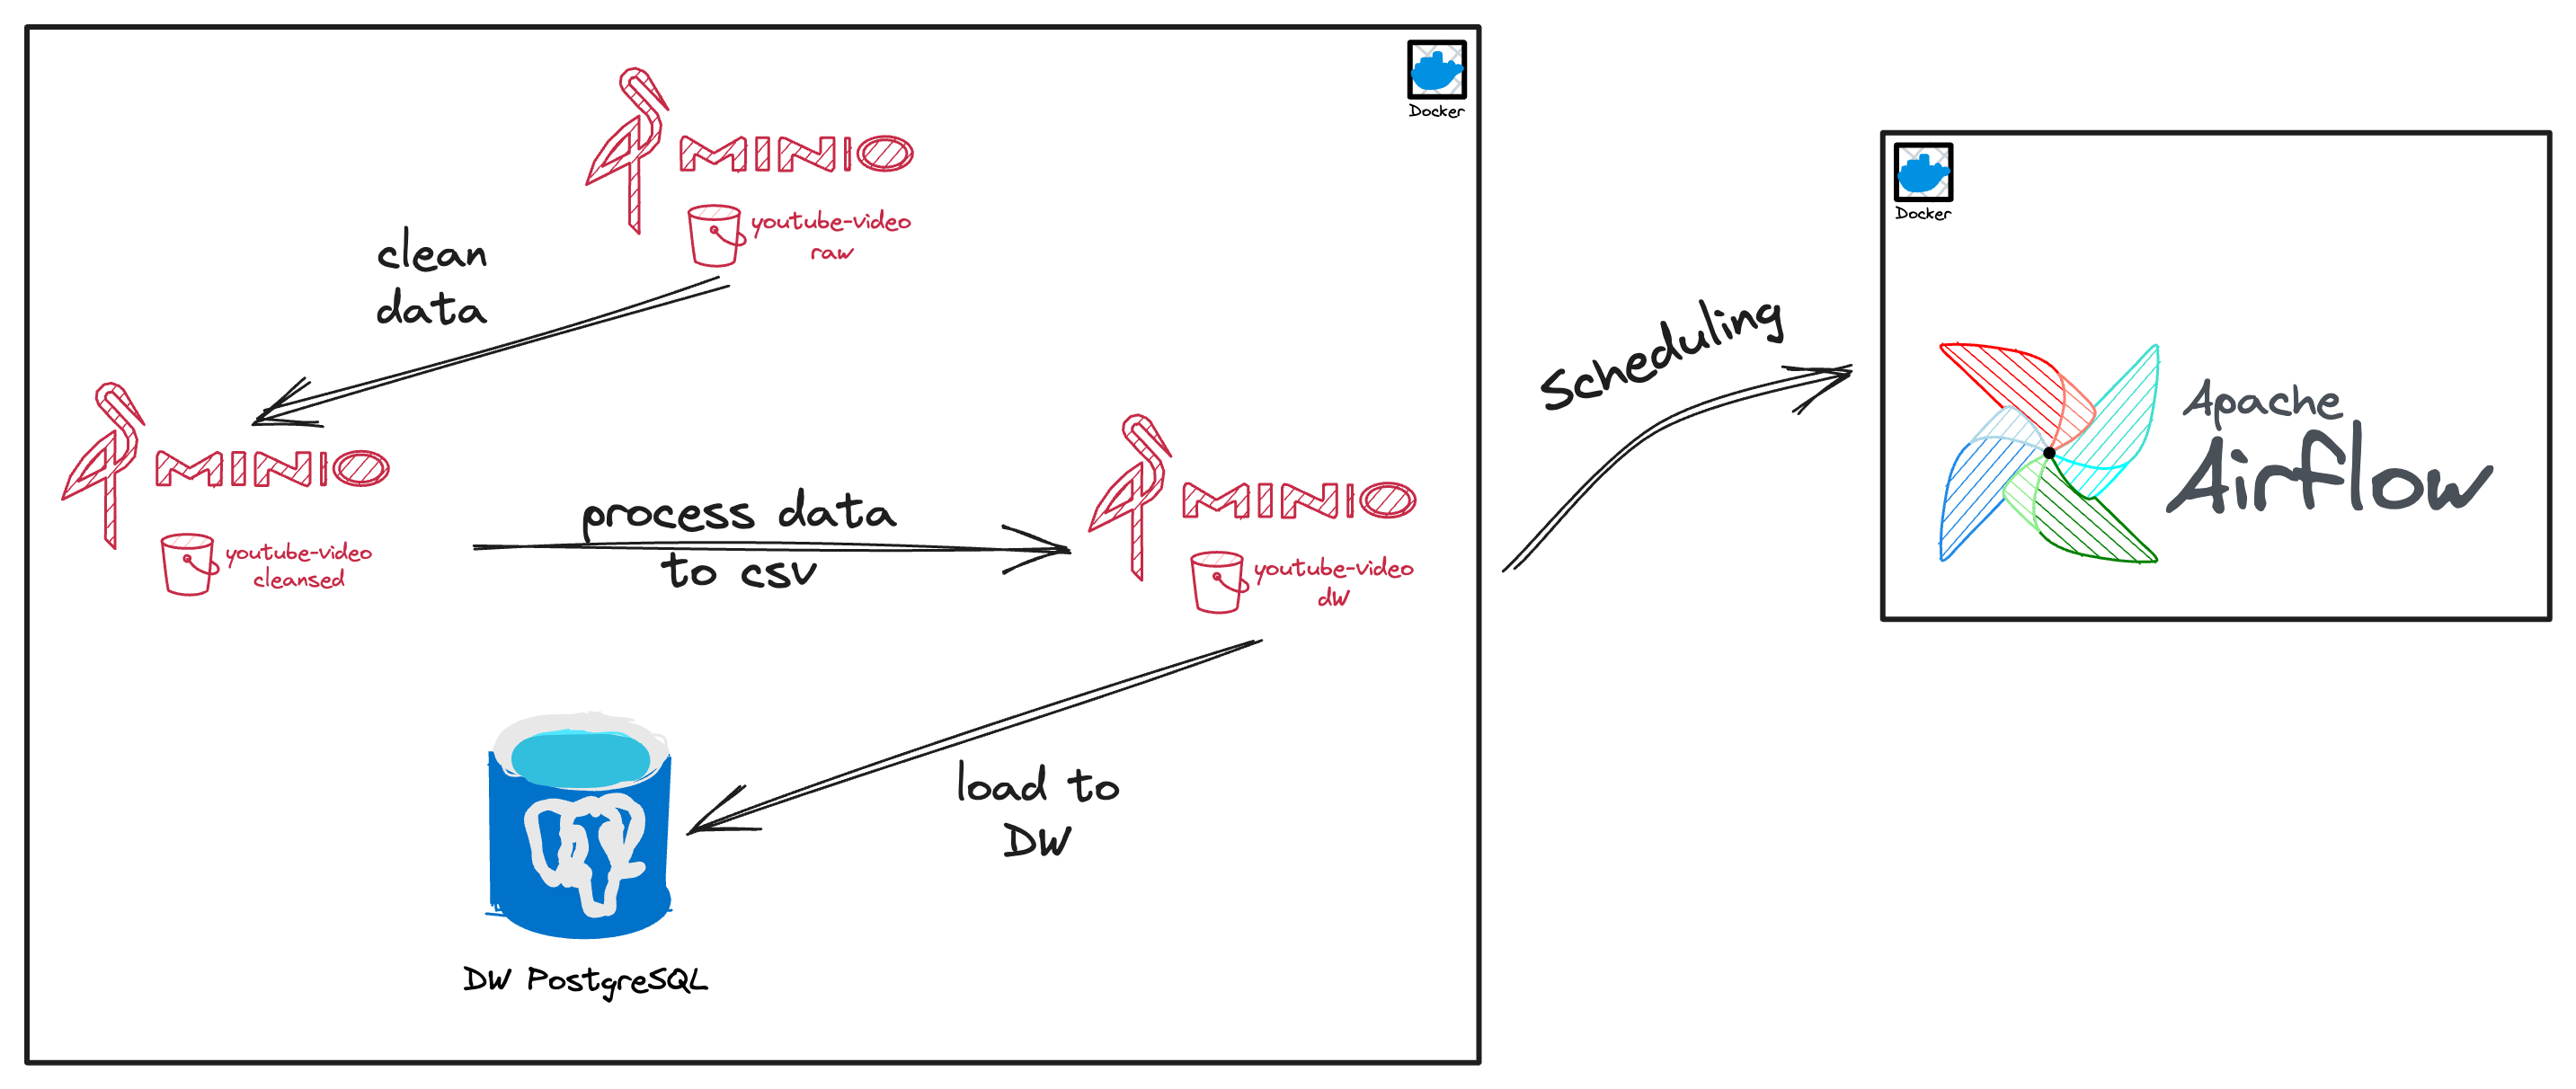 Docker
MINIO
youtube-video
raw
clean
data
MINIO
youtube-video
cleansed
process data
to csv
MINIO
youtube-video
dW
load to
DW
DW PostgreSQL
Scheduling
Docker
Apache
Airflow